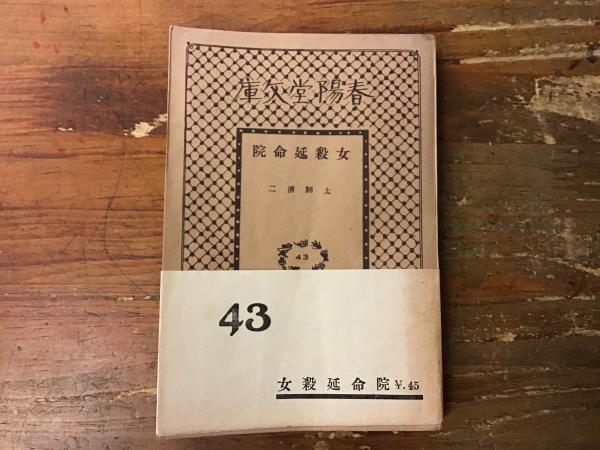 春陽堂文庫
女殺延命院
土師清二
43
43
女殺延命院 ¥.45